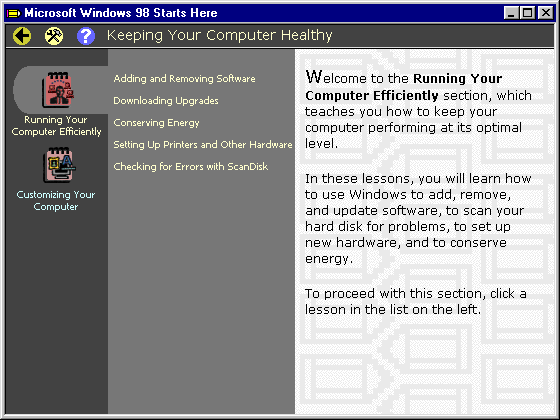 Microsoft Windows 98 Starts Here
?
Keeping Your Computer Healthy
Running Your
Computer Efficiently
Customizing Your
Computer
Adding and Removing Software
Downloading Upgrades
Conserving Energy
Setting Up Printers and Other Hardware
Checking for Errors with ScanDisk
Welcome to the Running Your
Computer Efficiently section, which
teaches you how to keep your
computer performing at its optimal
level.
In these lessons, you will learn how
to use Windows to add, remove,
and update software, to scan your
hard disk for problems, to set up
new hardware, and to conserve
energy.
To proceed with this section, click a
lesson in the list on the left.